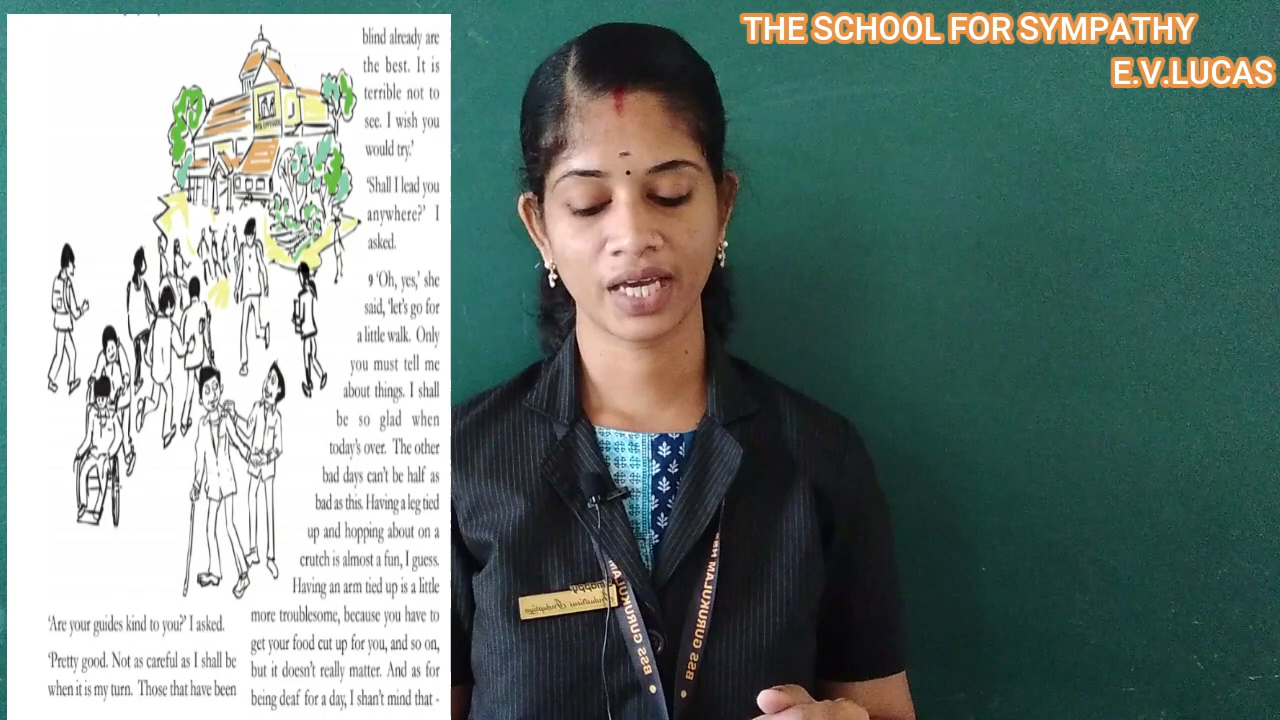 THE SCHOOL FOR SYMPATHY
E.V.LUCAS
'Are your guides kind to you?' I asked.
'Pretty good. Not as careful as I shall be
when it is my turn. Those that have been
blind already are
the best. It is
terrible not to
see. I wish you
would try.'
'Shall I lead you
anywhere?' I
asked.
9 'Oh, yes,' she
said, 'let's go for
a little walk. Only
you must tell me
about things. I shall
be so glad when
today's over. The other
bad days can't be half as
bad as this. Having a leg tied
up and hopping about on a
crutch is almost a fun, I guess.
Having an arm tied up is a little
more troublesome, because you have to
get your food cut up for you, and so on,
but it doesn't really matter. And as for
being deaf for a day, I shan't mind that -
BSS GURUKULAM
BSS GURUKULAM